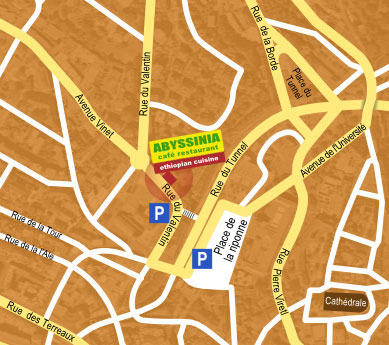 Rue de la Borde
Rue du Valentin
Place du
Tunnel
Avenue Vinet
ABYSSINIA
café restaurant
ethiopian cuisine
Avenue de l'Université
Rue du Tunnel
Rue du Valentin
P
Place de
la riponne
Rue de la Tour
Rue de la l'Ale
P
Rue Pierre Virett
Cathédrale
Rue des Terreaux